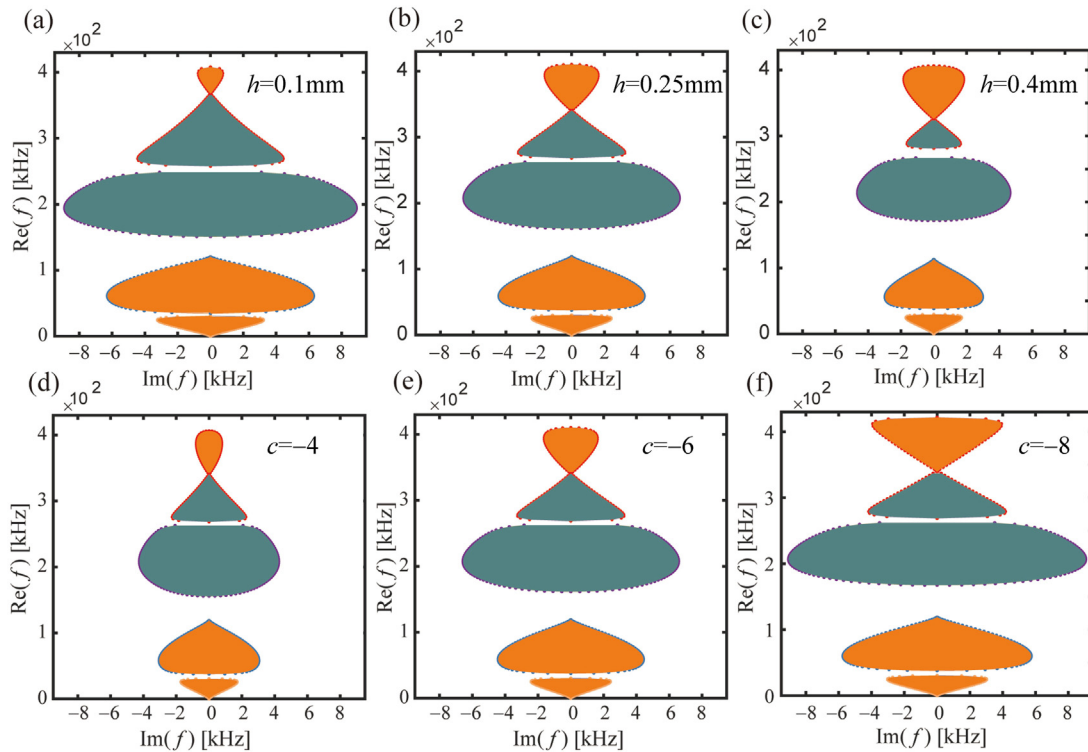 (a)
×10²
h=0.1mm
Re(f) [kHz]
4
3
2
1
0
−8 −6 −4 −2 0 2 4 6 8
Im(f) [kHz]
(b)
×10²
h=0.25mm
Re(f) [kHz]
4
3
2
1
0
−8 −6 −4 −2 0 2 4 6 8
Im(f) [kHz]
(c)
×10²
h=0.4mm
Re(f) [kHz]
4
3
2
1
0
−8 −6 −4 −2 0 2 4 6 8
Im(f) [kHz]
(d)
×10²
c=−4
Re(f) [kHz]
4
3
2
1
0
−8 −6 −4 −2 0 2 4 6 8
Im(f) [kHz]
(e)
×10²
c=−6
Re(f) [kHz]
4
3
2
1
0
−8 −6 −4 −2 0 2 4 6 8
Im(f) [kHz]
(f)
×10²
c=−8
Re(f) [kHz]
4
3
2
1
0
−8 −6 −4 −2 0 2 4 6 8
Im(f) [kHz]